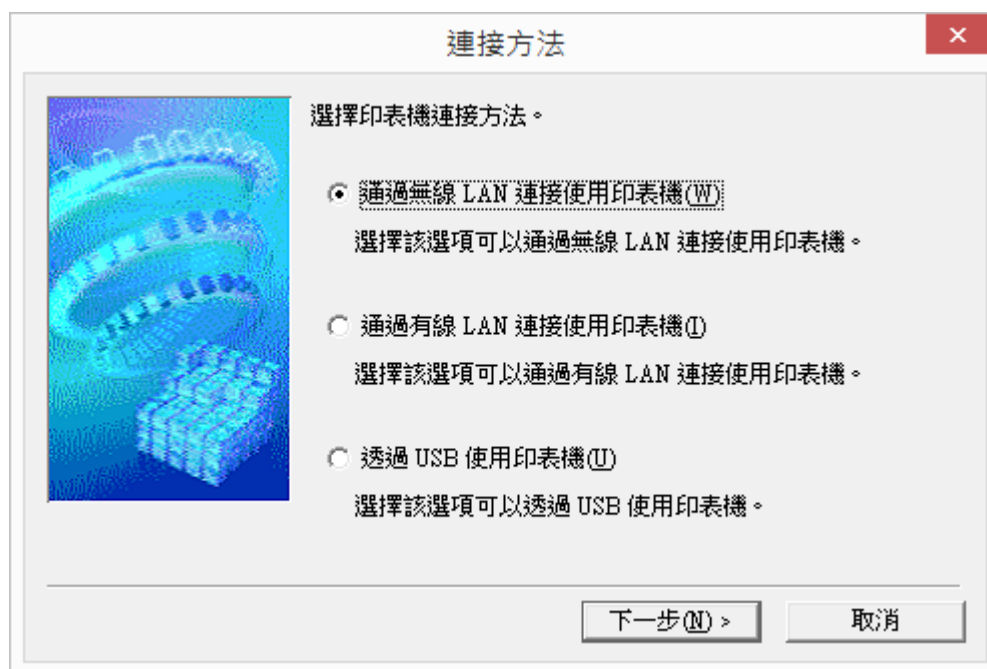 連接方法
選擇印表機連接方法。
通過無線 LAN 連接使用印表機(W)
選擇該選項可以通過無線 LAN 連接使用印表機。
通過有線 LAN 連接使用印表機(I)
選擇該選項可以通過有線 LAN 連接使用印表機。
透過 USB 使用印表機(U)
選擇該選項可以透過 USB 使用印表機。
下一步(N) >
取消